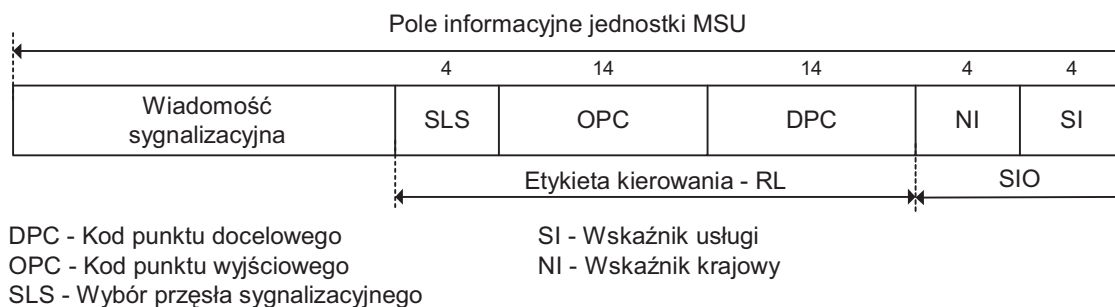 Pole informacyjne jednostki MSU
4 14 14 4 4
Wiadomość
sygnalizacyjna
SLS OPC DPC NI SI
Etykieta kierowania - RL SIO
DPC - Kod punktu docelowego SI - Wskaźnik usługi
OPC - Kod punktu wyjściowego NI - Wskaźnik krajowy
SLS - Wybór przęsła sygnalizacyjnego